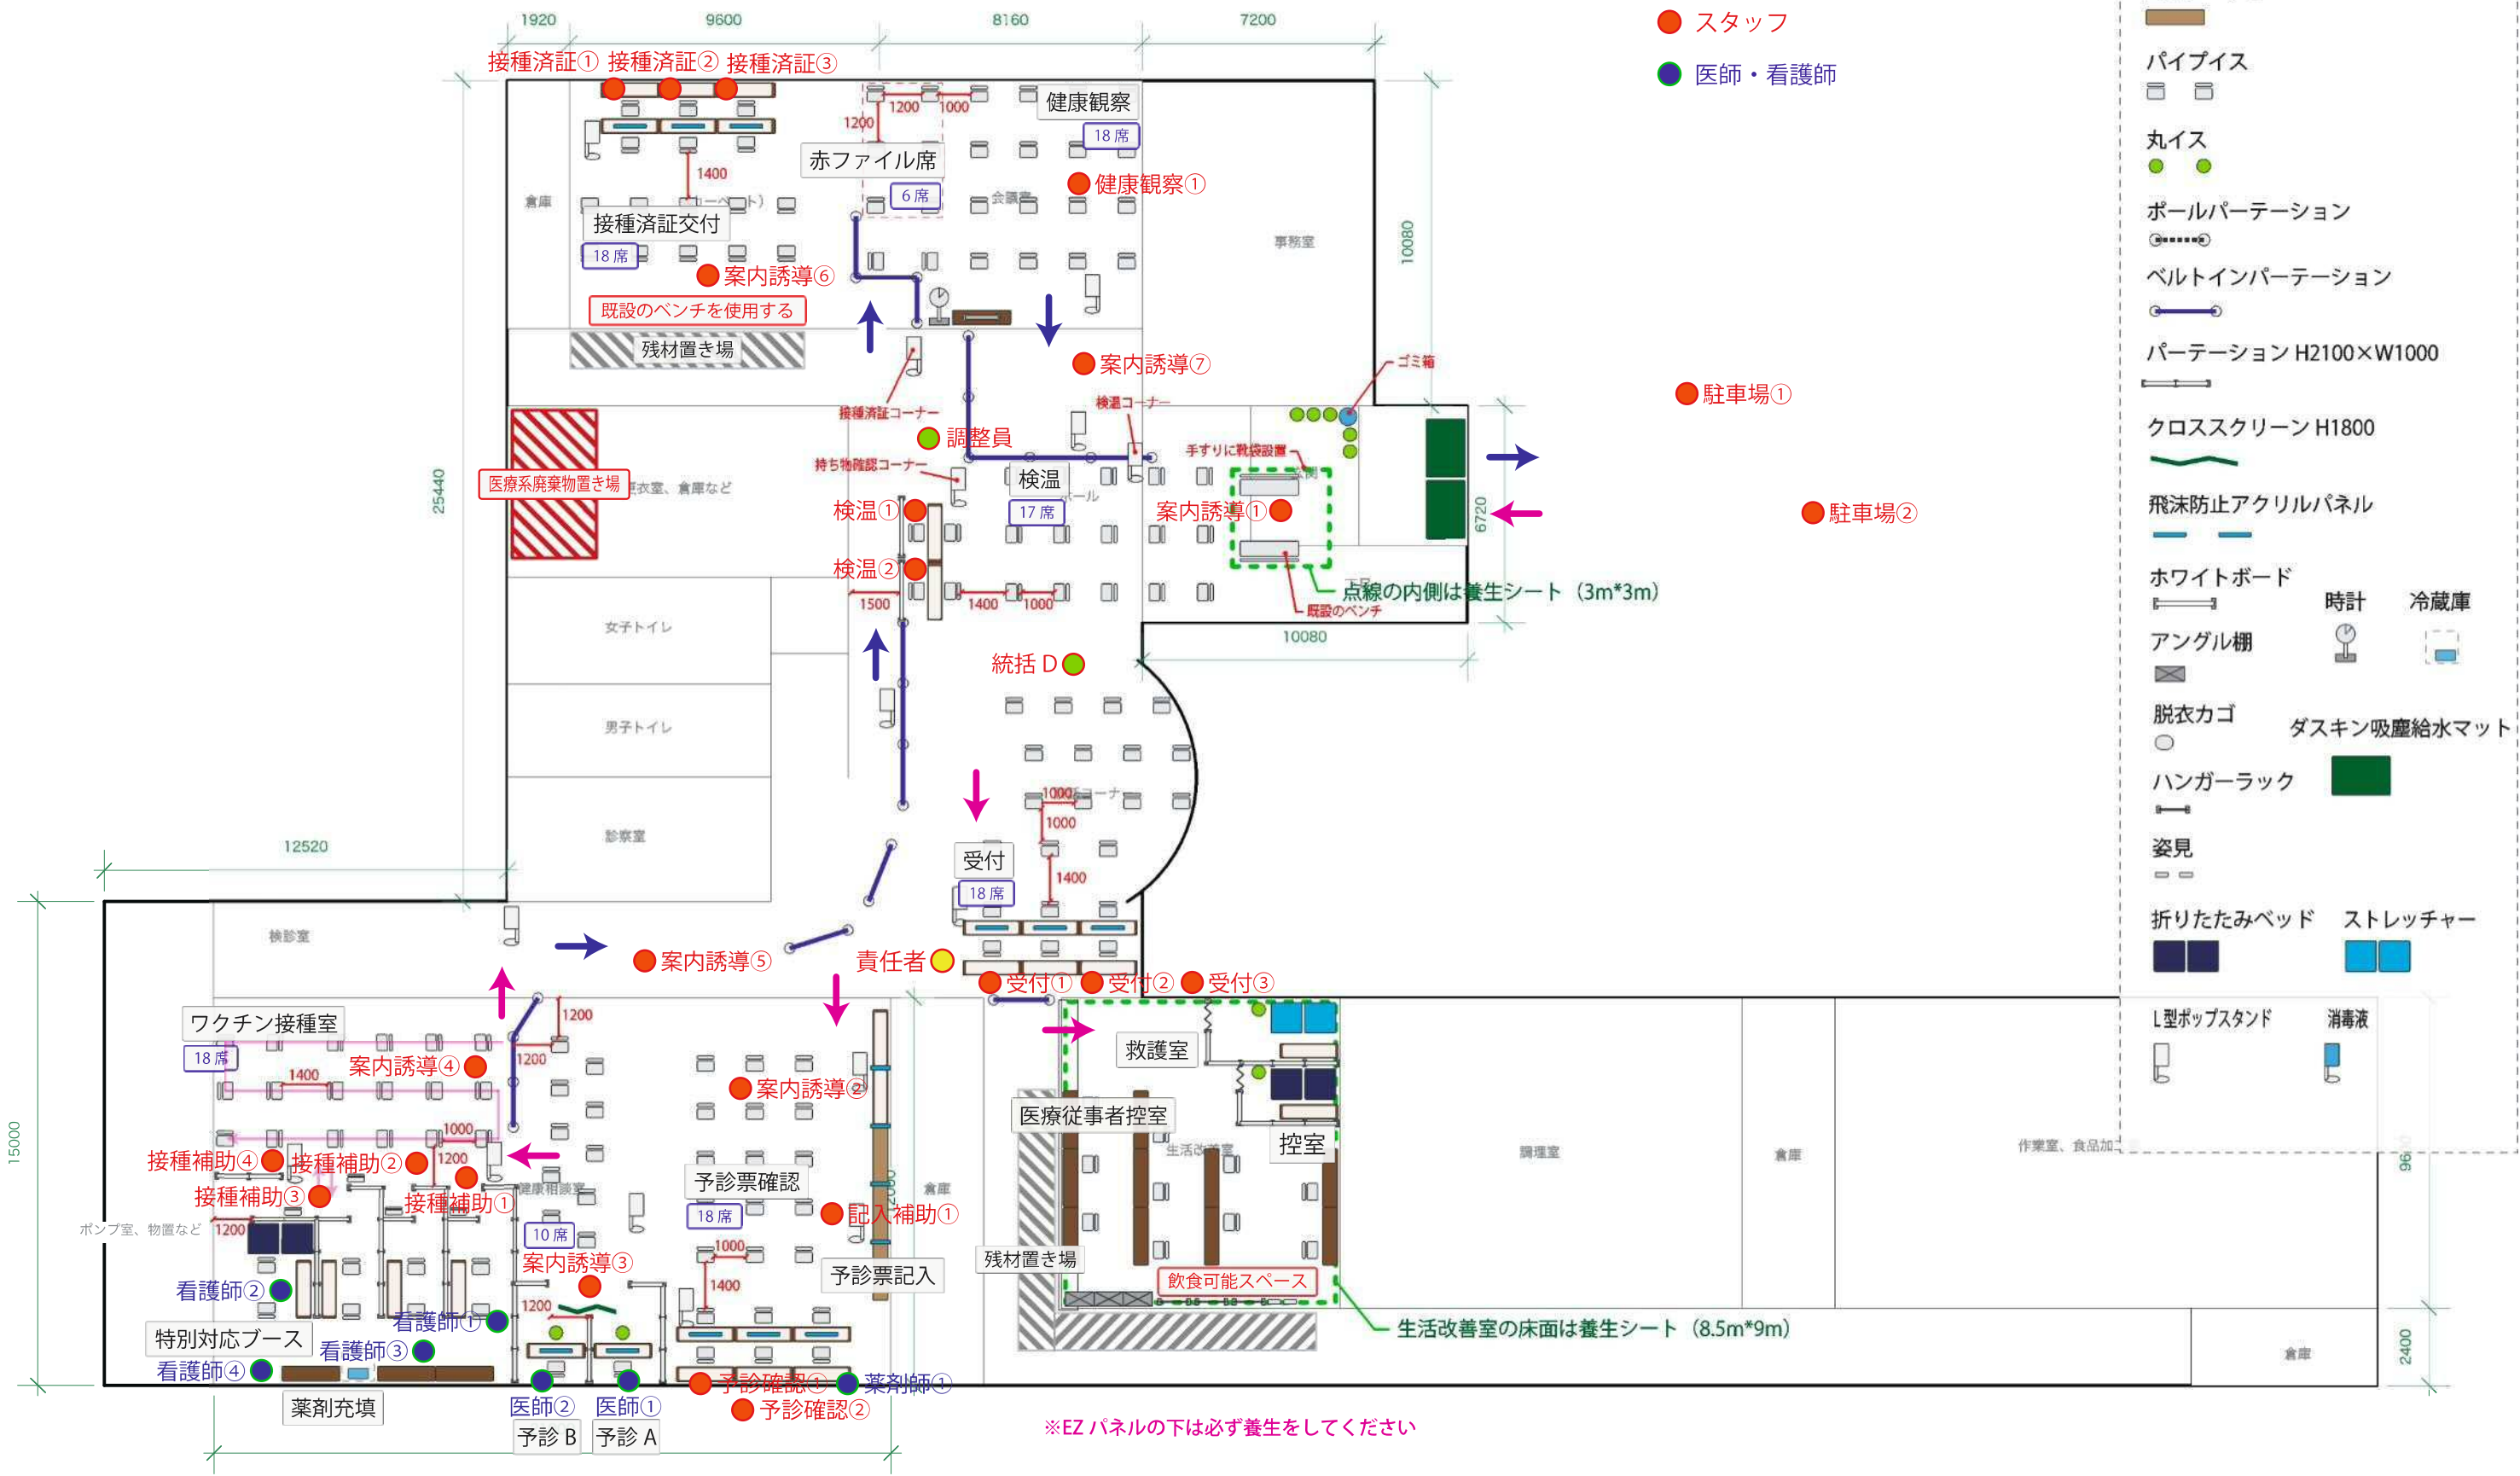 1920
9600
8160
7200
スタッフ
医師・看護師
接種済証①
接種済証②
接種済証③
1200
1000
1200
健康観察
18 席
赤ファイル席
6 席
健康観察①
1400
倉庫
接種済証交付
18 席
案内誘導⑥
既設のベンチを使用する
残材置き場
事務室
10080
案内誘導⑦
ゴミ箱
駐車場①
接種済証コーナー
検温コーナー
調整員
持ち物確認コーナー
手すりに靴袋設置
25440
医療系廃棄物置き場
更衣室、倉庫など
検温
17 席
検温①
案内誘導①
6720
駐車場②
検温②
1500
1400
1000
点線の内側は養生シート（3m*3m）
既設のベンチ
女子トイレ
10080
統括 D
男子トイレ
1000
1000
診察室
12520
受付
18 席
1400
検診室
案内誘導⑤
責任者
受付①
受付②
受付③
ワクチン接種室
18 席
1200
1200
案内誘導④
1400
案内誘導②
救護室
医療従事者控室
控室
生活改善室
調理室
倉庫
作業室、食品加工
15000
接種補助④
接種補助②
1000
1200
接種補助③
接種補助①
健康相談室
予診票確認
18 席
倉庫
記入補助①
ポンプ室、物置など
1200
10 席
案内誘導③
1000
1400
予診票記入
残材置き場
飲食可能スペース
看護師②
1200
看護師①
特別対応ブース
看護師③
看護師④
生活改善室の床面は養生シート（8.5m*9m）
2400
倉庫
薬剤充填
医師②
医師①
予診確認①
薬剤師①
予診確認②
予診 B
予診 A
※EZ パネルの下は必ず養生をしてください
パイプイス
丸イス
ポールパーテーション
ベルトインパーテーション
パーテーション H2100×W1000
クロススクリーン H1800
飛沫防止アクリルパネル
ホワイトボード
時計
冷蔵庫
アングル棚
脱衣カゴ
ダスキン吸塵給水マット
ハンガーラック
姿見
折りたたみベッド
ストレッチャー
L型ポップスタンド
消毒液